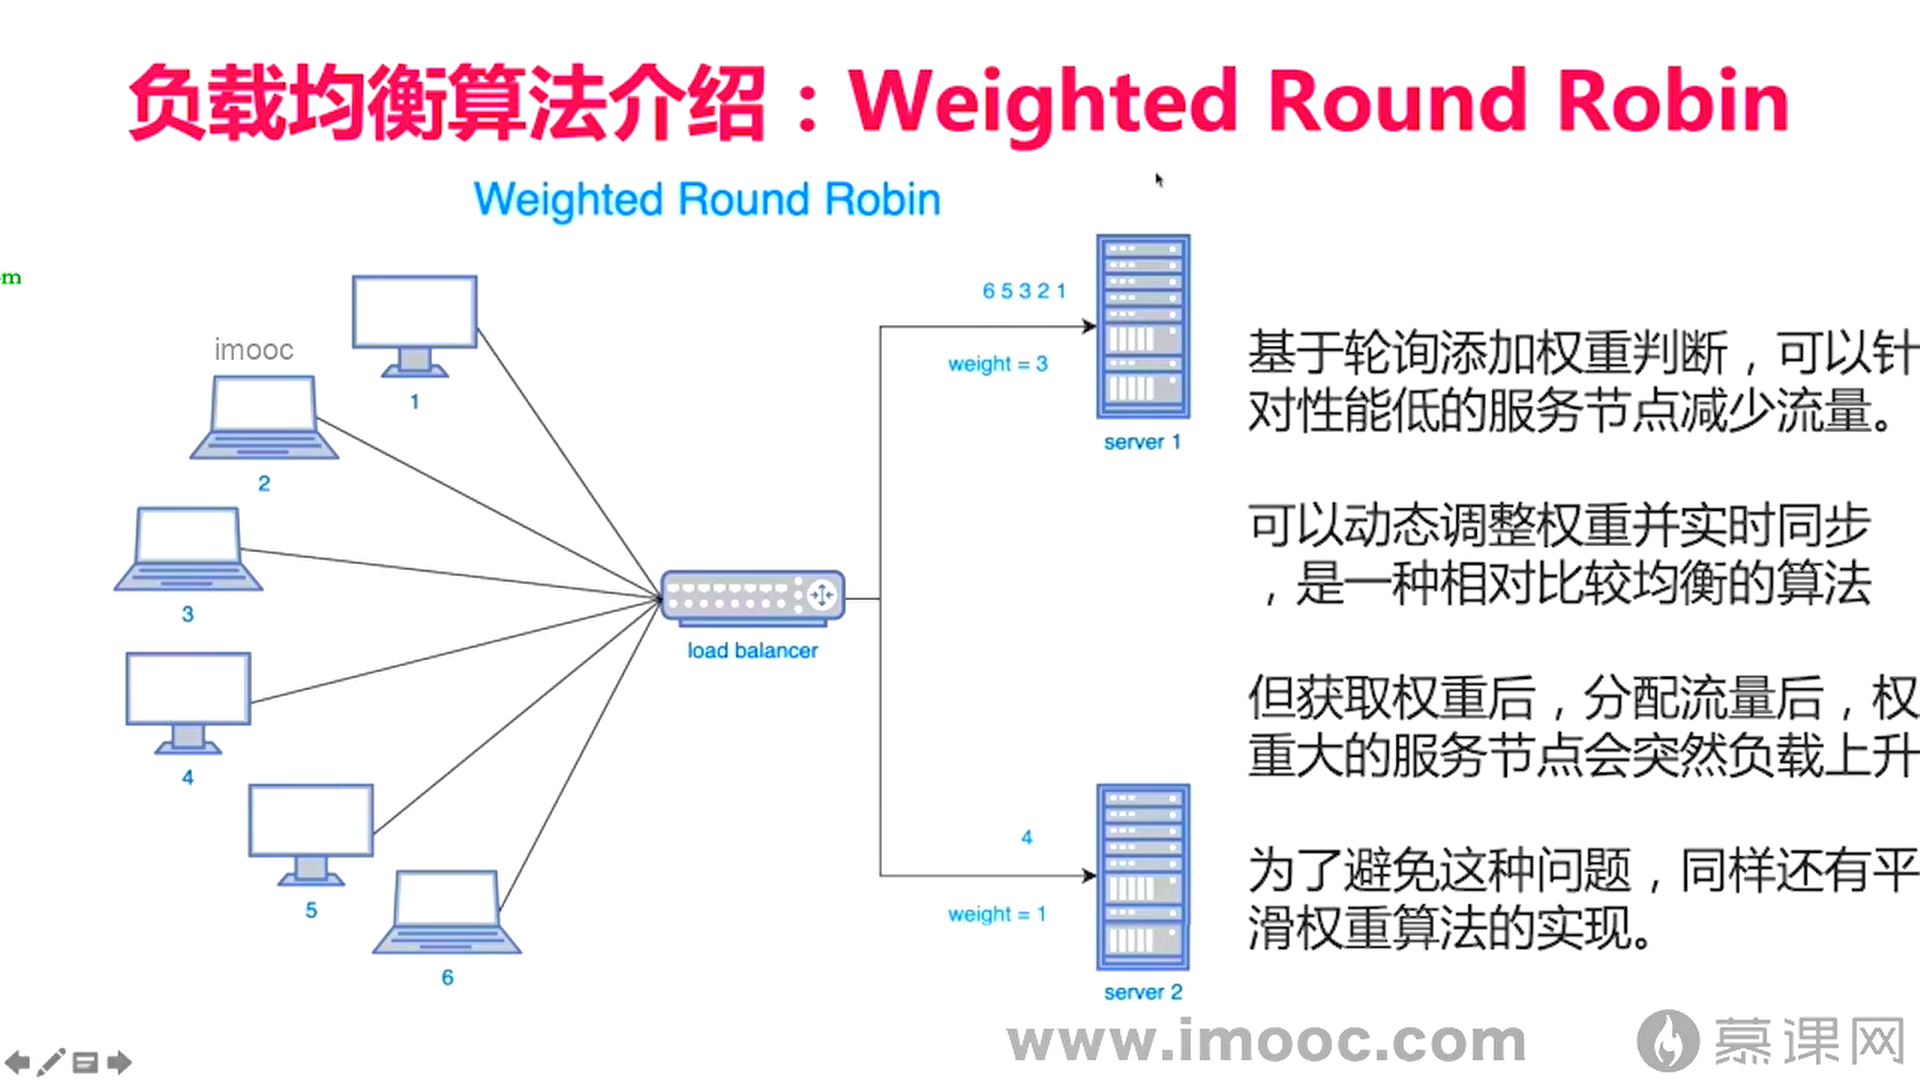 负载均衡算法介绍：Weighted Round Robin
Weighted Round Robin
m
imooc
1
2
3
4
5
6
load balancer
6 5 3 2 1
weight = 3
server 1
4
weight = 1
server 2
基于轮询添加权重判断，可以针
对性能低的服务节点减少流量。
可以动态调整权重并实时同步
，是一种相对比较均衡的算法
但获取权重后，分配流量后，权
重大的服务节点会突然负载上升
为了避免这种问题，同样还有平
滑权重算法的实现。
www.imooc.com
慕课网